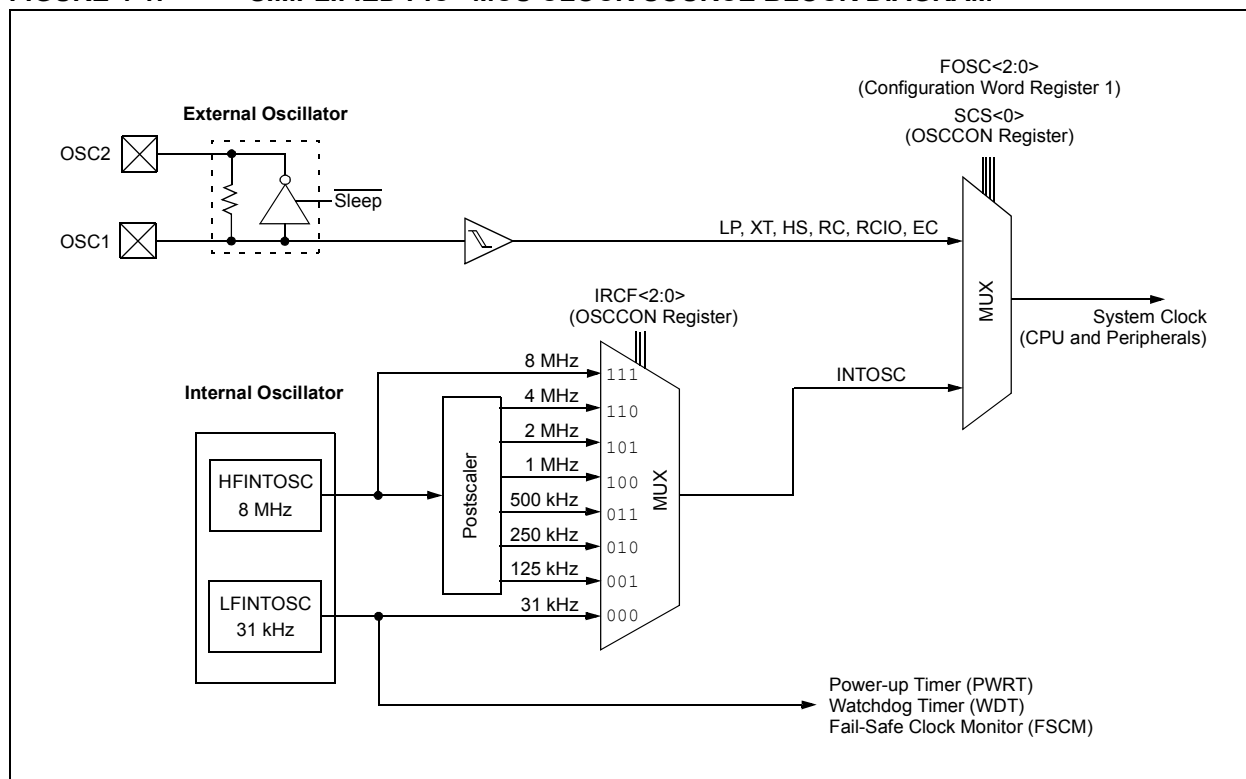 FOSC<2:0>
(Configuration Word Register 1)
SCS<0>
(OSCCON Register)
External Oscillator
OSC2
Sleep
OSC1
LP, XT, HS, RC, RCIO, EC
MUX
System Clock
(CPU and Peripherals)
IRCF<2:0>
(OSCCON Register)
INTOSC
Internal Oscillator
HFINTOSC
8 MHz
LFINTOSC
31 kHz
Postscaler
8 MHz
4 MHz
2 MHz
1 MHz
500 kHz
250 kHz
125 kHz
31 kHz
111
110
101
100
011
010
001
000
MUX
Power-up Timer (PWRT)
Watchdog Timer (WDT)
Fail-Safe Clock Monitor (FSCM)